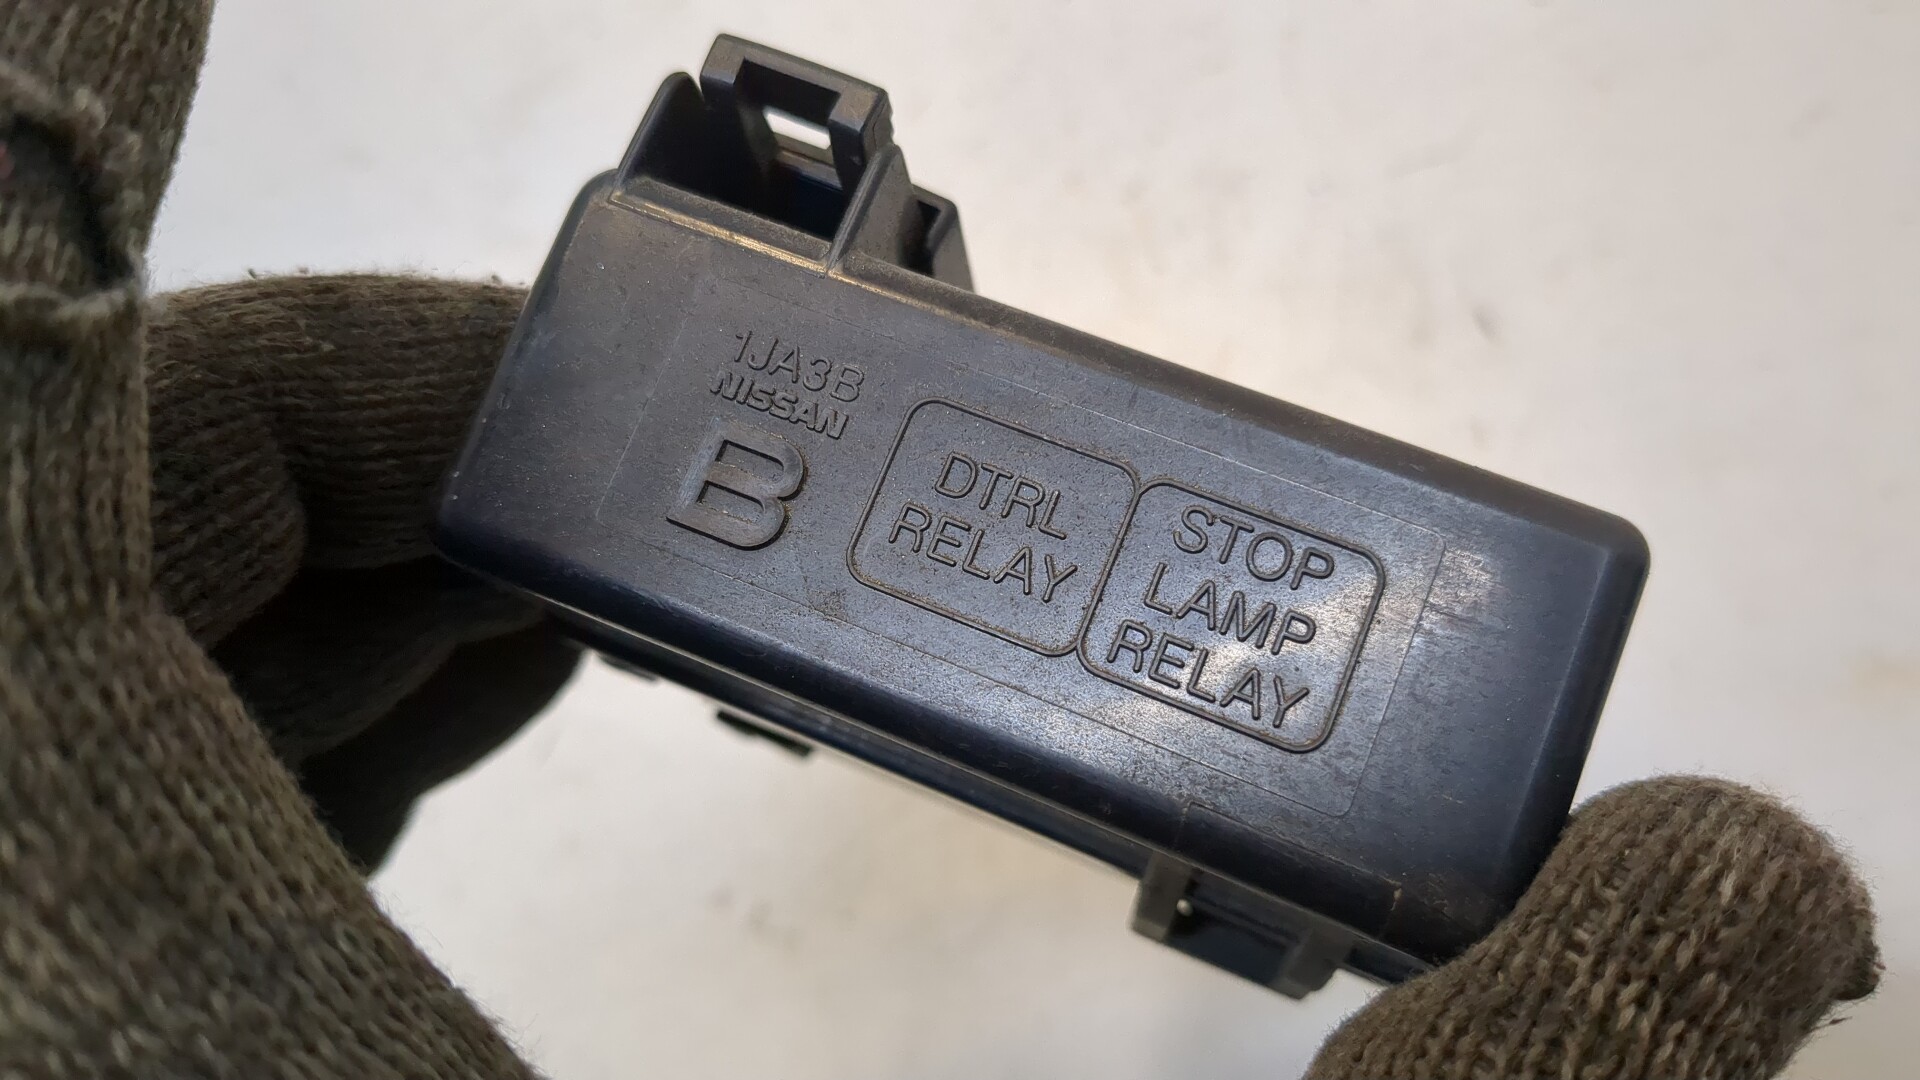 1JA3B
NISSAN
B
DTRL
RELAY
STOP
LAMP
RELAY